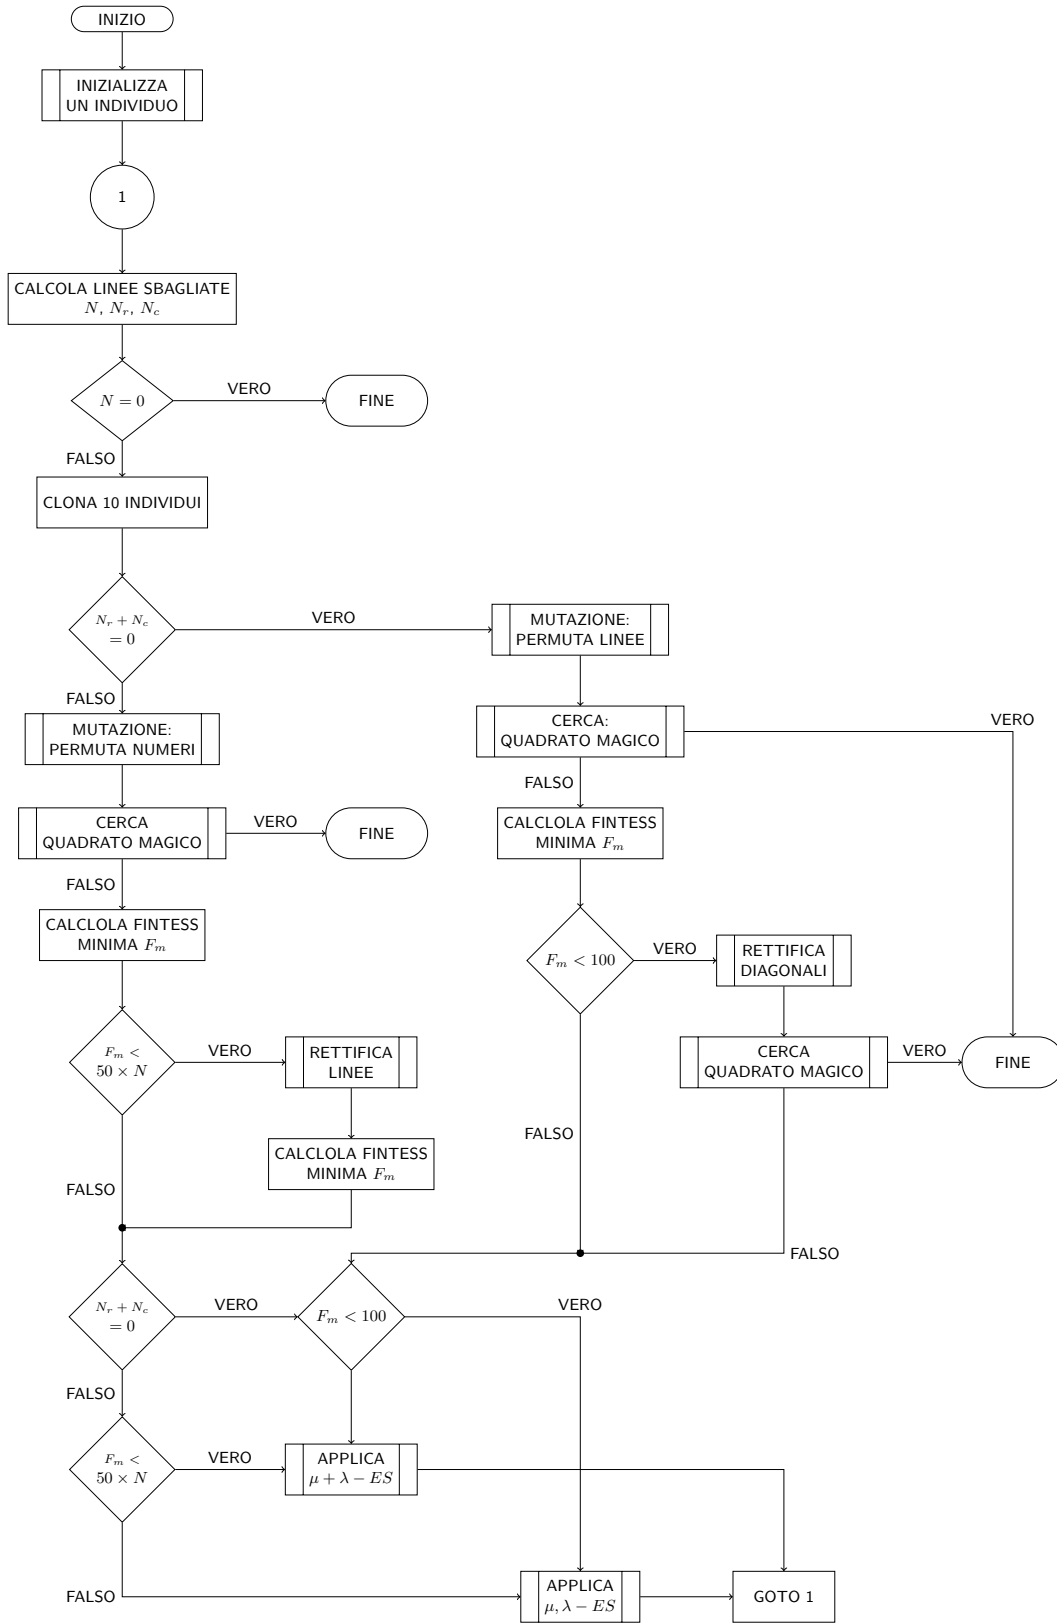 INIZIO
INIZIALIZZA
UN INDIVIDUO
1
CALCOLA LINEE SBAGLIATE
N, N_r, N_c
N = 0
VERO
FINE
FALSO
CLONA 10 INDIVIDUI
N_r + N_c
= 0
VERO
MUTAZIONE:
PERMUTA LINEE
FALSO
MUTAZIONE:
PERMUTA NUMERI
CERCA:
QUADRATO MAGICO
VERO
FALSO
CERCA
QUADRATO MAGICO
VERO
FINE
CALCLOLA FINTESS
MINIMA F_m
FALSO
CALCLOLA FINTESS
MINIMA F_m
F_m < 100
VERO
RETTIFICA
DIAGONALI
F_m <
50 × N
VERO
RETTIFICA
LINEE
CERCA
QUADRATO MAGICO
VERO
FINE
FALSO
CALCLOLA FINTESS
MINIMA F_m
FALSO
FALSO
N_r + N_c
= 0
VERO
F_m < 100
VERO
FALSO
F_m <
50 × N
VERO
APPLICA
μ + λ − ES
FALSO
APPLICA
μ, λ − ES
GOTO 1